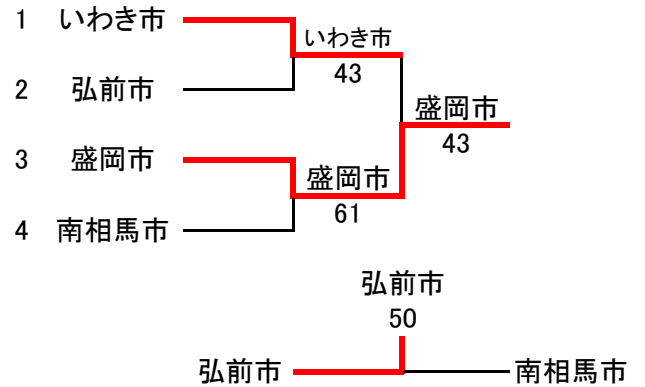 1 いわき市
いわき市
43
2 弘前市
盛岡市
43
3 盛岡市
盛岡市
61
4 南相馬市
弘前市
50
弘前市
南相馬市